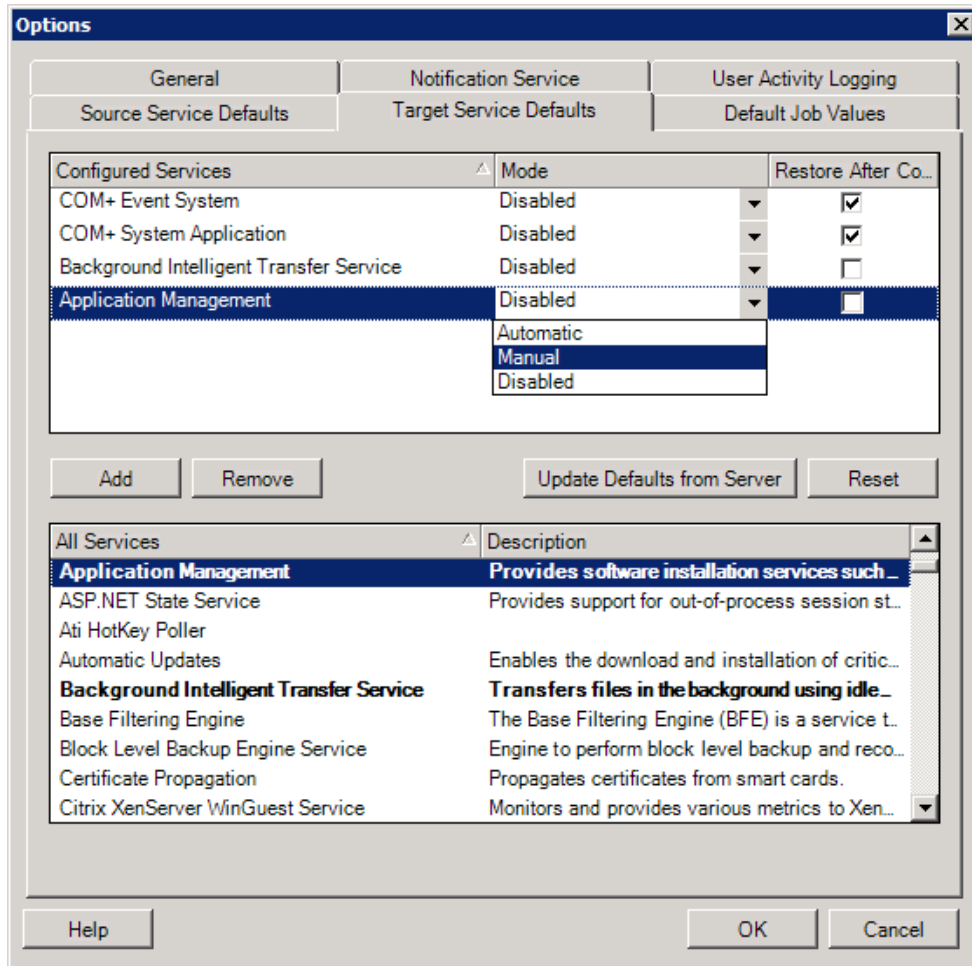 Options
General Notification Service User Activity Logging
Source Service Defaults Target Service Defaults Default Job Values
Configured Services Mode Restore After Co...
COM+ Event System Disabled
COM+ System Application Disabled
Background Intelligent Transfer Service Disabled
Application Management Disabled
Automatic
Manual
Disabled
Add Remove Update Defaults from Server Reset
All Services Description
Application Management Provides software installation services such ...
ASP.NET State Service Provides support for out-of-process session st...
Ati HotKey Poller
Automatic Updates Enables the download and installation of critic...
Background Intelligent Transfer Service Transfers files in the background using idle ...
Base Filtering Engine The Base Filtering Engine (BFE) is a service t...
Block Level Backup Engine Service Engine to perform block level backup and reco...
Certificate Propagation Propagates certificates from smart cards.
Citrix XenServer WinGuest Service Monitors and provides various metrics to Xen...
Help OK Cancel